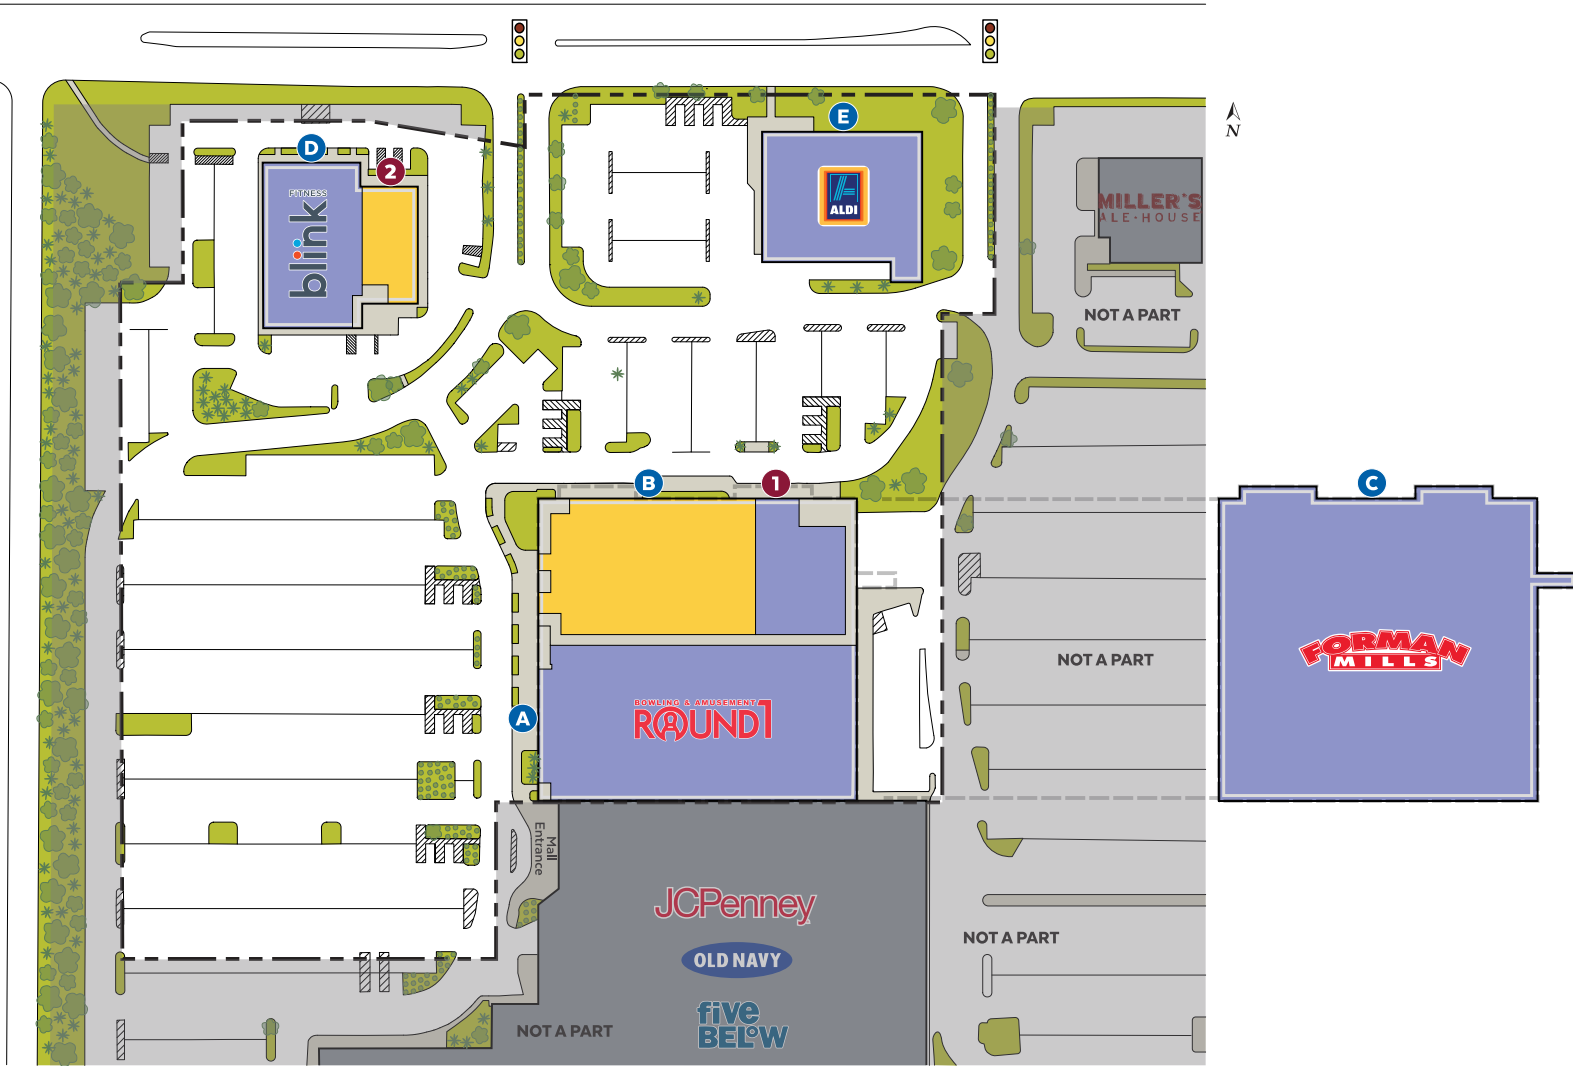 E
ALDI
N
D
2
FITNESS
blink
MILLER'S
ALE·HOUSE
NOT A PART
B
1
C
NOT A PART
FORMAN
MILLS
A
BOWLING & AMUSEMENT
ROUND1
Mall
Entrance
JCPenney
NOT A PART
OLD NAVY
five
BELOW
NOT A PART